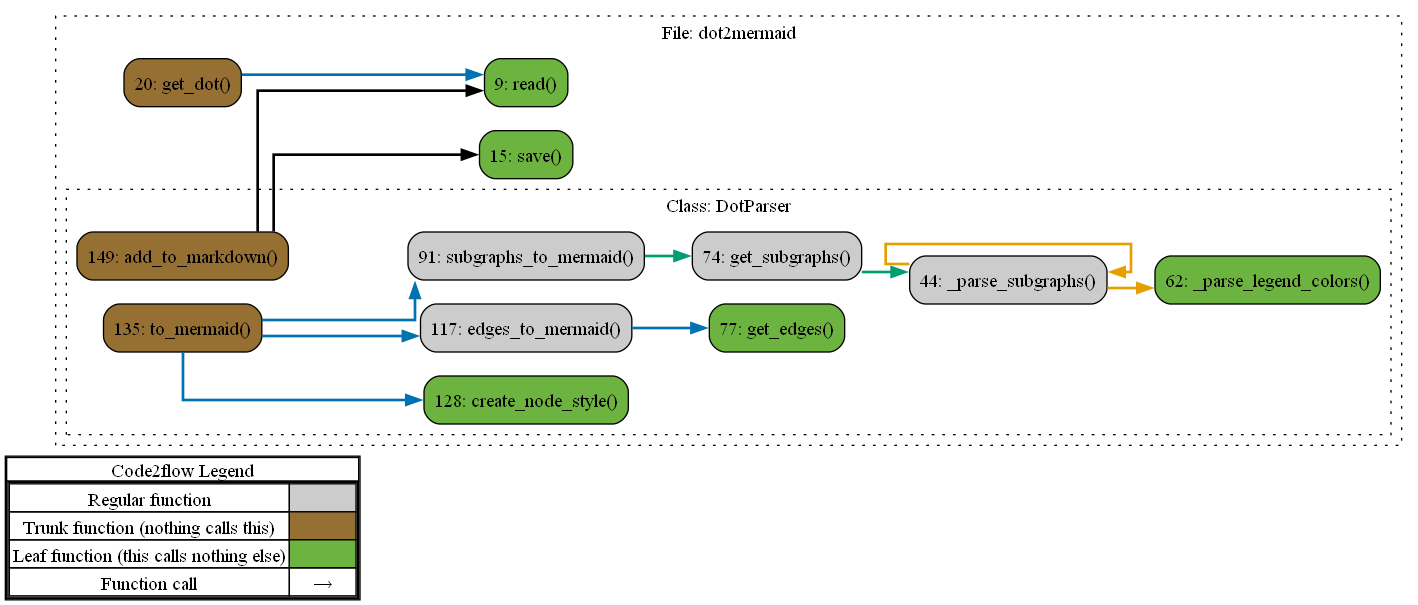 File: dot2mermaid
20: get_dot()
9: read()
15: save()
Class: DotParser
149: add_to_markdown()
91: subgraphs_to_mermaid()
74: get_subgraphs()
44: _parse_subgraphs()
62: _parse_legend_colors()
135: to_mermaid()
117: edges_to_mermaid()
77: get_edges()
128: create_node_style()
Code2flow Legend
Regular function
Trunk function (nothing calls this)
Leaf function (this calls nothing else)
Function call →